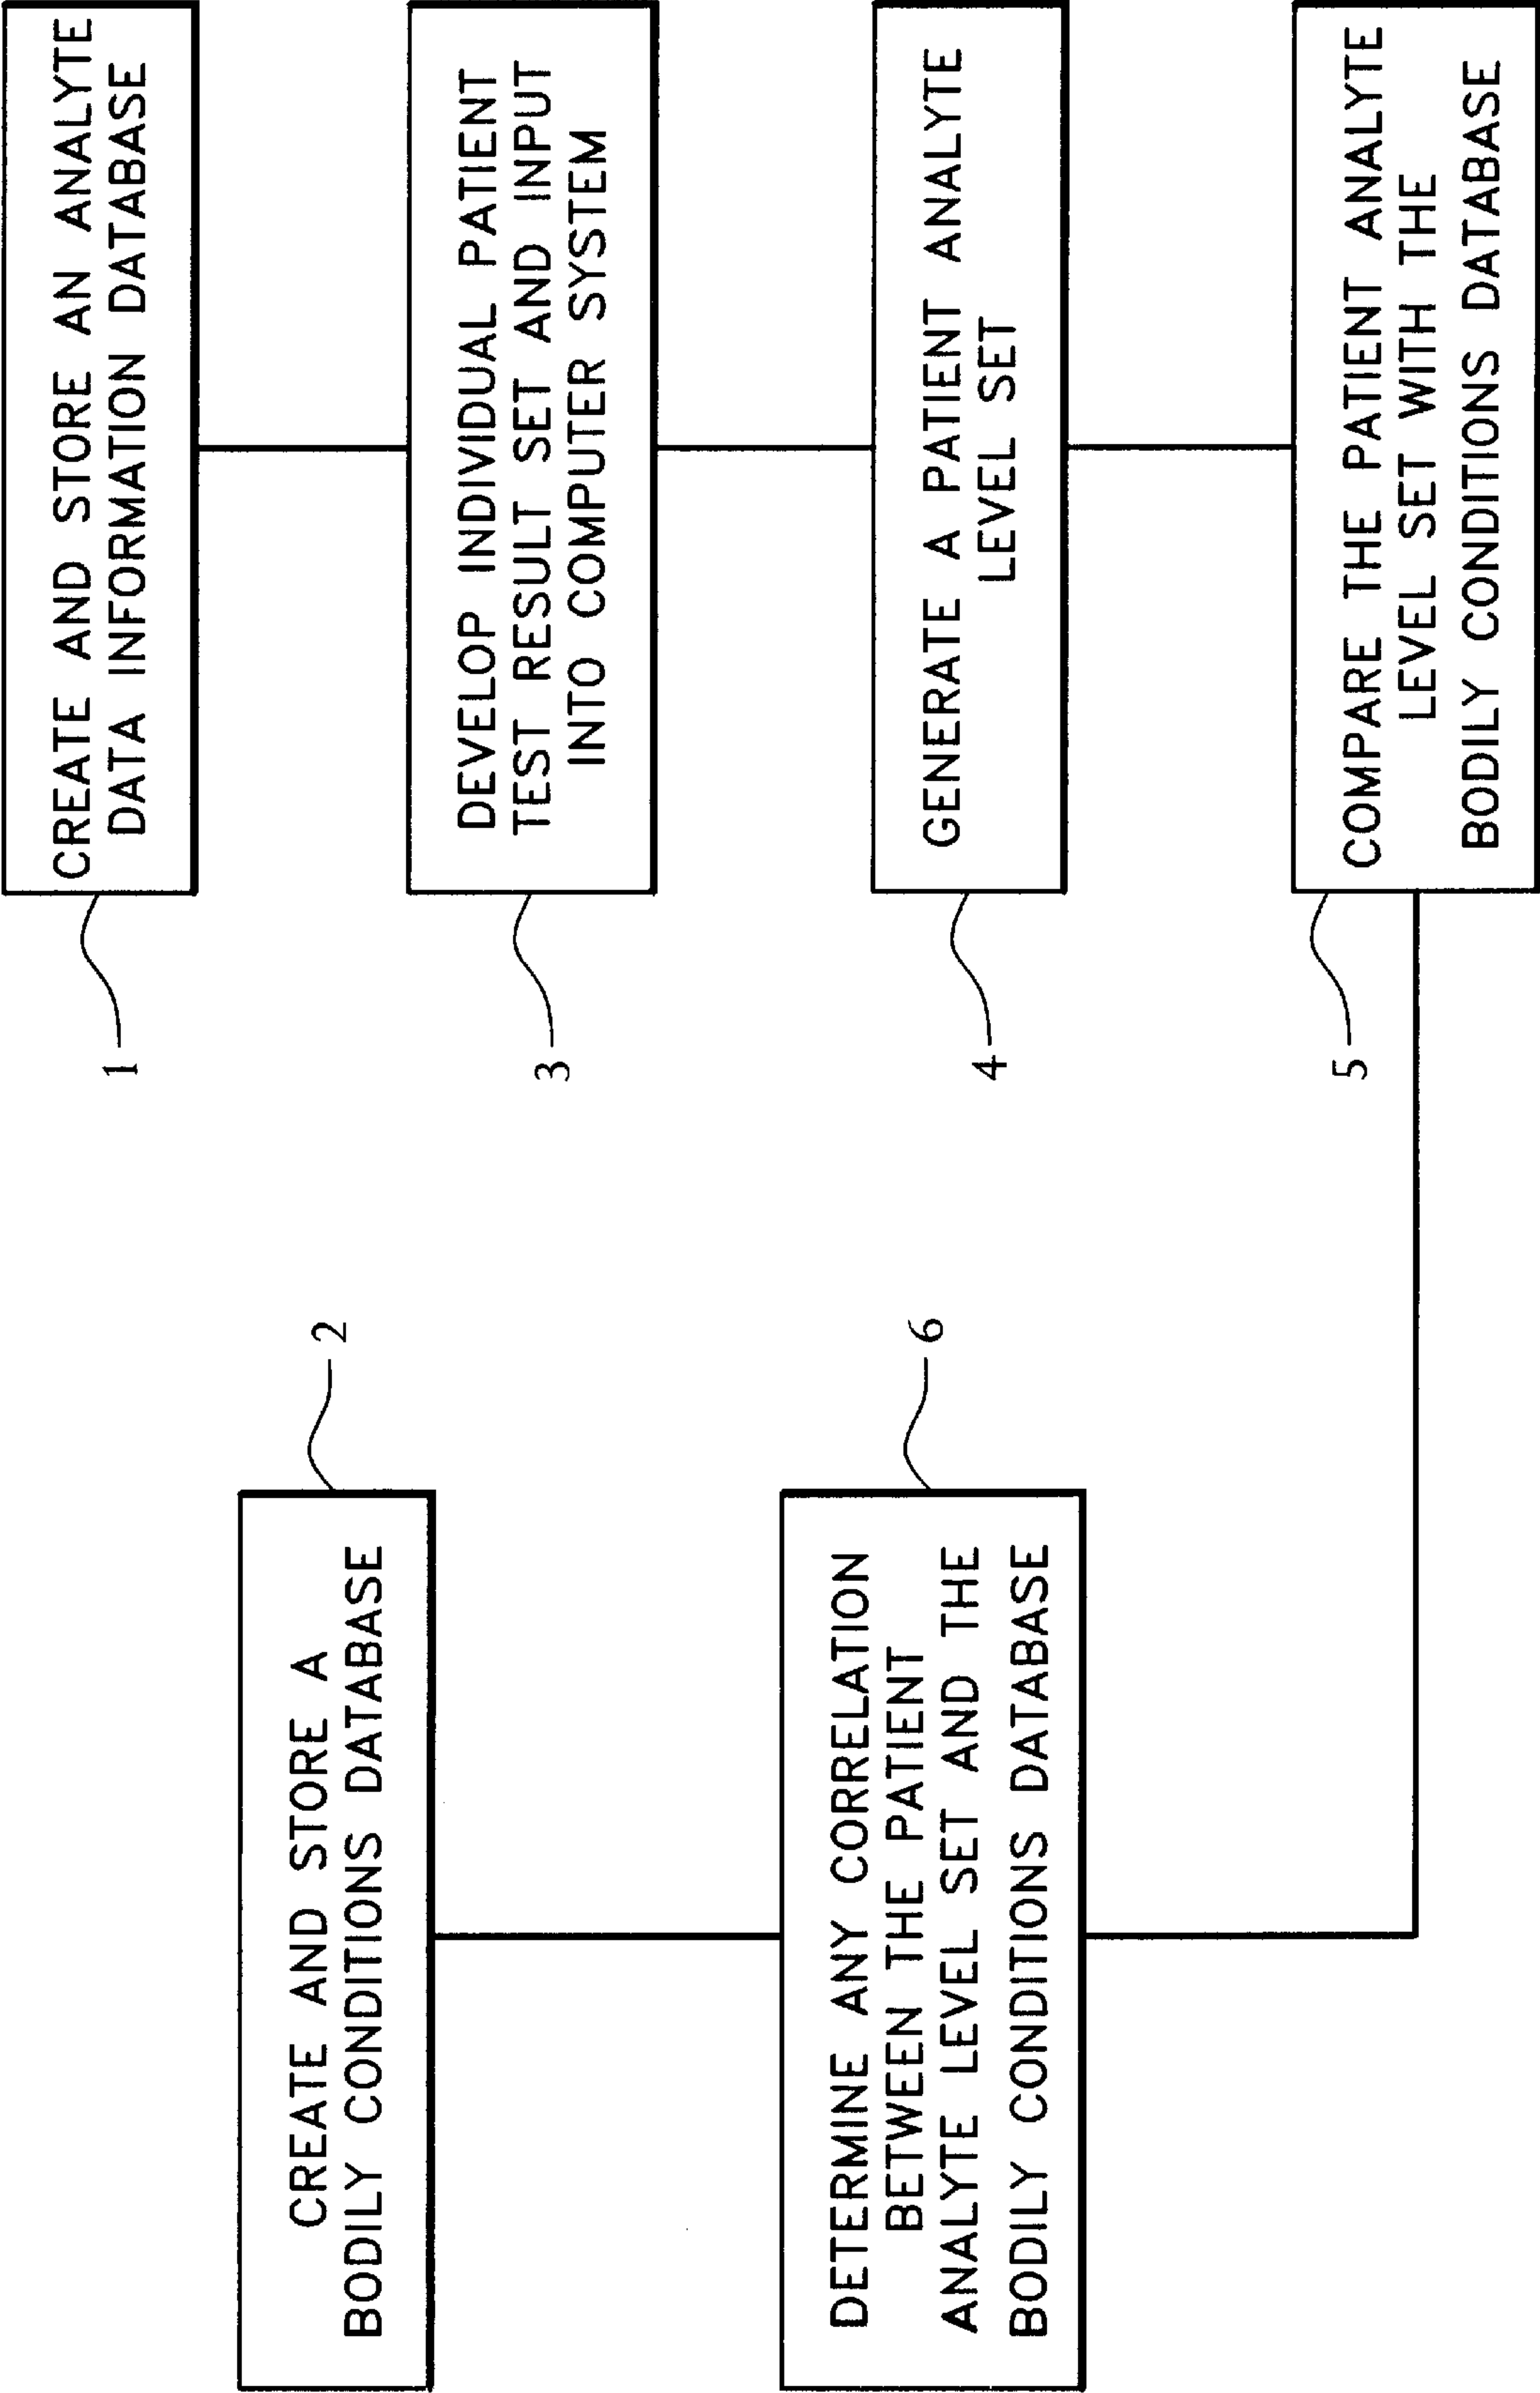 CREATE AND STORE AN ANALYTE
DATA INFORMATION DATABASE
1
DEVELOP INDIVIDUAL PATIENT
TEST RESULT SET AND INPUT
INTO COMPUTER SYSTEM
3
GENERATE A PATIENT ANALYTE
LEVEL SET
4
COMPARE THE PATIENT ANALYTE
LEVEL SET WITH THE
BODILY CONDITIONS DATABASE
5
CREATE AND STORE A
BODILY CONDITIONS DATABASE
2
DETERMINE ANY CORRELATION
BETWEEN THE PATIENT
ANALYTE LEVEL SET AND THE
BODILY CONDITIONS DATABASE
6